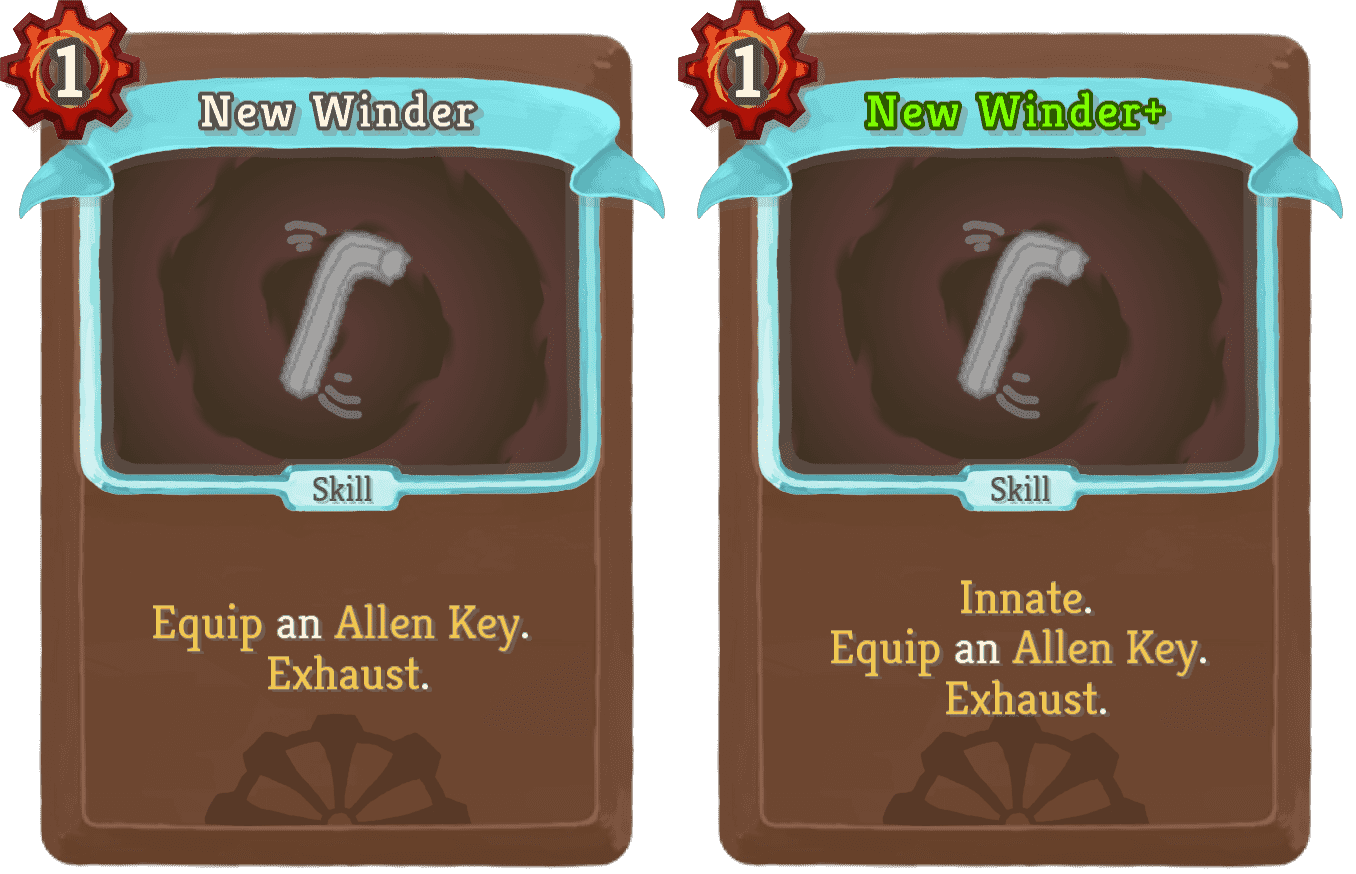 1
New Winder
Skill
Equip an Allen Key.
Exhaust.
1
New Winder+
Skill
Innate.
Equip an Allen Key.
Exhaust.